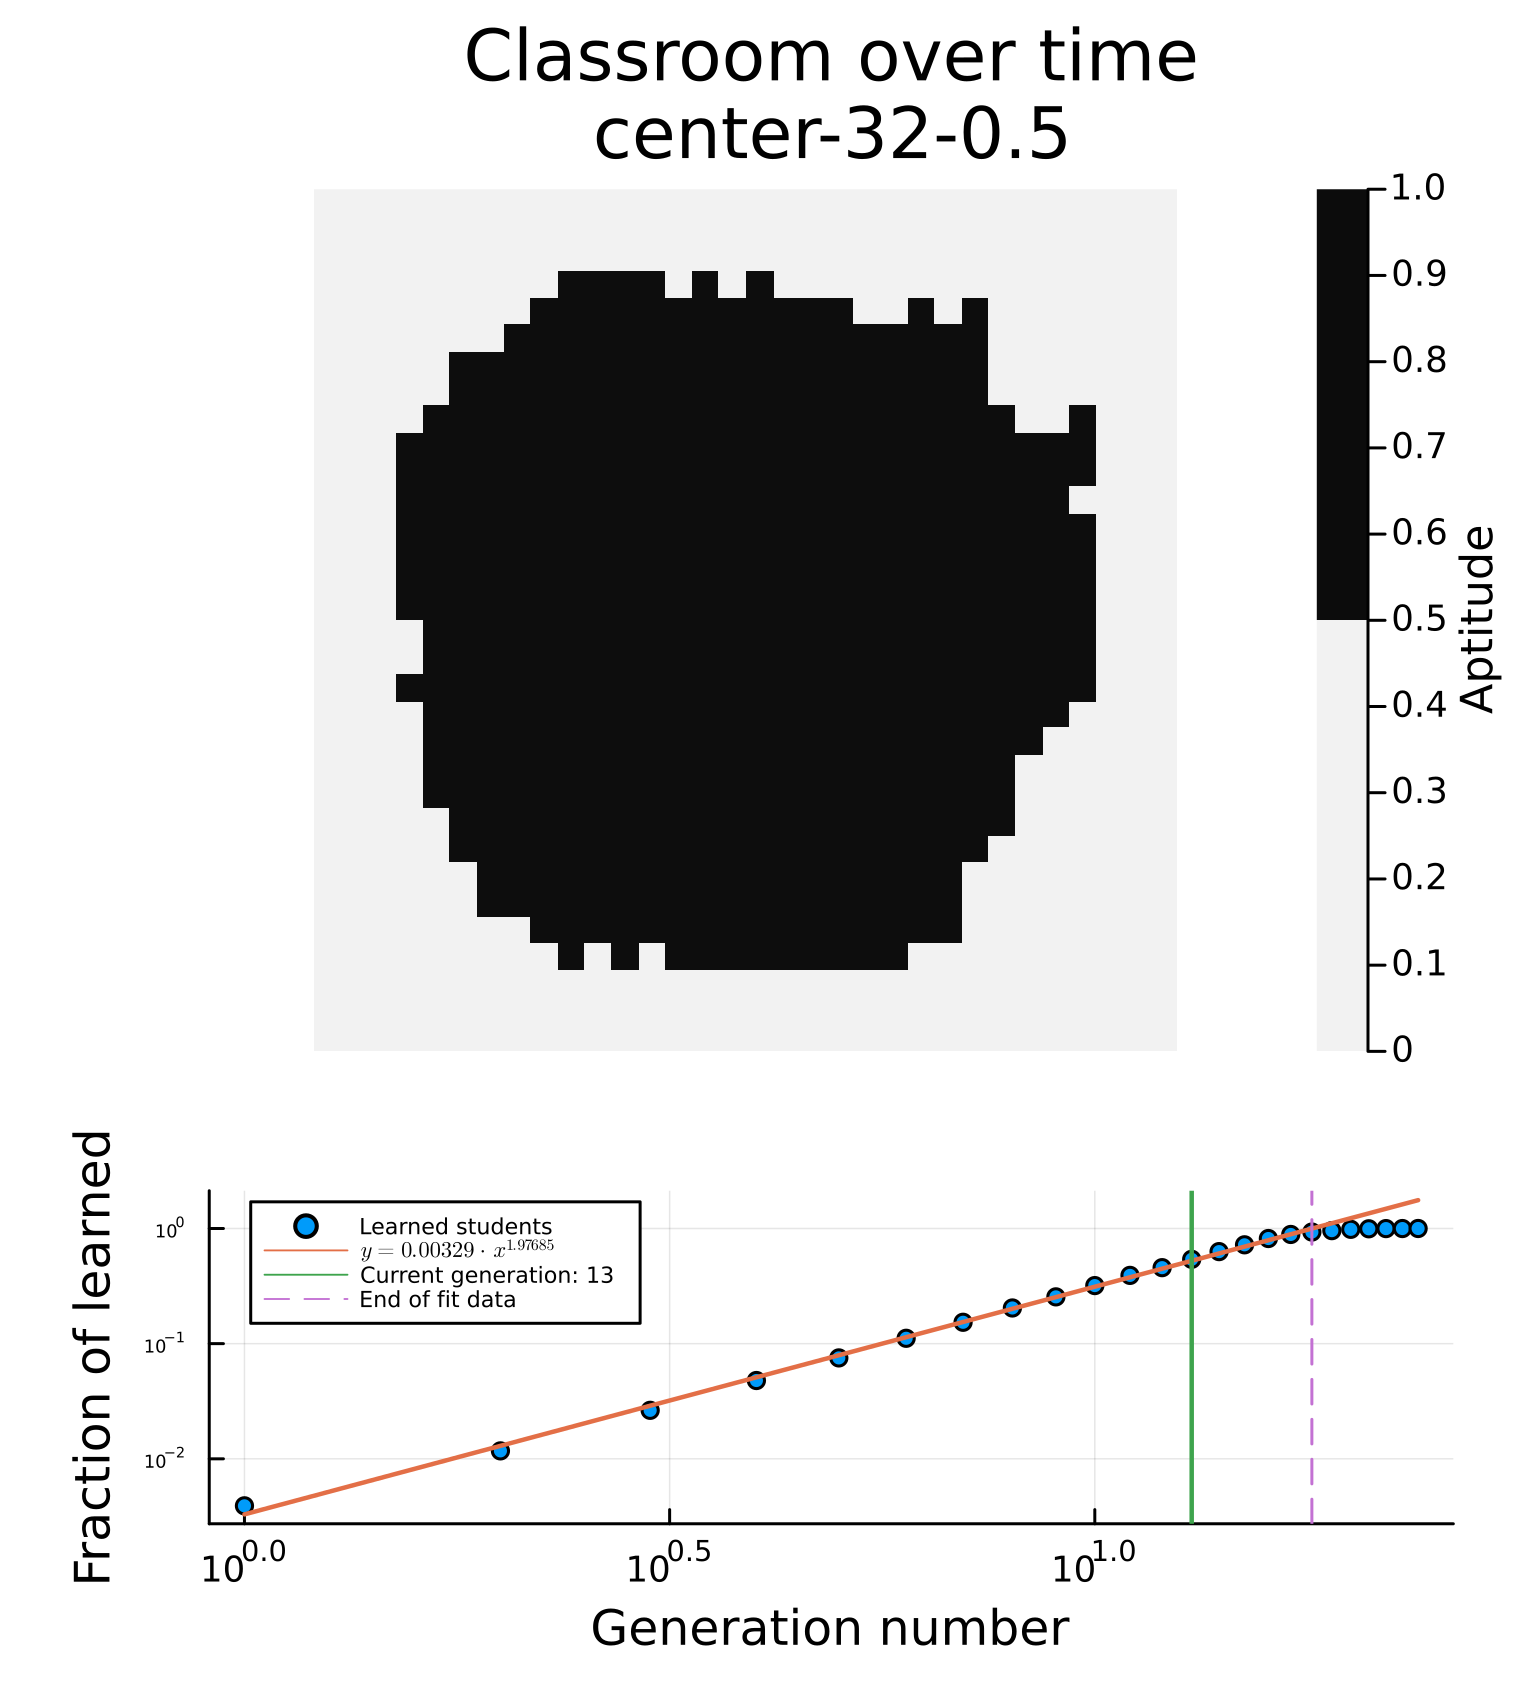 Classroom over time
center-32-0.5
1.0
0.9
0.8
0.7
0.6
0.5
0.4
0.3
0.2
0.1
0
Aptitude
Fraction of learned
10⁰
10⁻¹
10⁻²
Learned students
y = 0.00329 · x^1.97685
Current generation: 13
End of fit data
10^0.0
10^0.5
10^1.0
Generation number